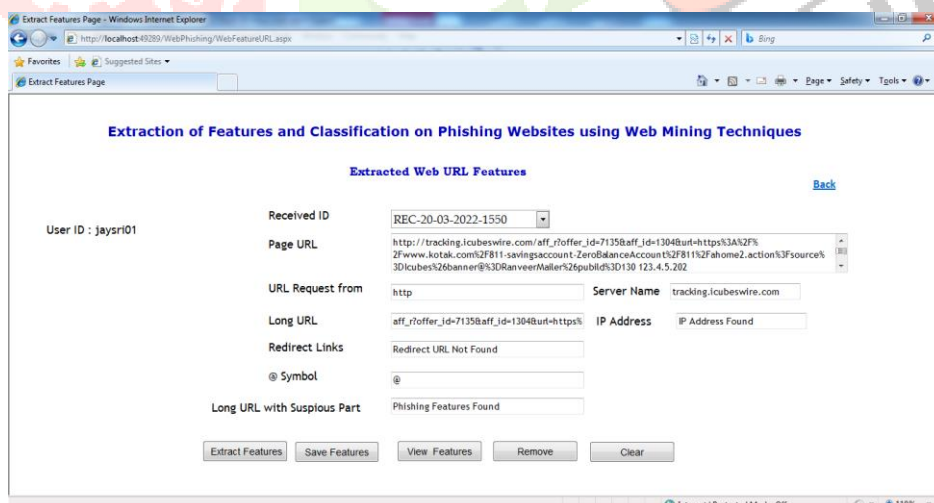 Extract Features Page - Windows Internet Explorer
http://localhost:49289/WebPhishing/WebFeatureURL.aspx
Bing
Favorites Suggested Sites
Extract Features Page
Page Safety Tools
Extraction of Features and Classification on Phishing Websites using Web Mining Techniques
Extracted Web URL Features
Back
User ID : jaysri01
Received ID REC-20-03-2022-1550
Page URL http://tracking.icubeswire.com/aff_r?offer_id=7135&aff_id=1304&url=https%3A%2F%
2Fwww.kotak.com%2F811-savingsaccount-ZeroBalanceAccount%2F811%2Fahome2.action%3Fsource%
3DIcubes%26banner@%3DRanveerMailer%26pubild%3D130 123.4.5.202
URL Request from http Server Name tracking.icubeswire.com
Long URL aff_r?offer_id=7135&aff_id=1304&url=https% IP Address IP Address Found
Redirect Links Redirect URL Not Found
@ Symbol @
Long URL with Suspious Part Phishing Features Found
Extract Features Save Features View Features Remove Clear